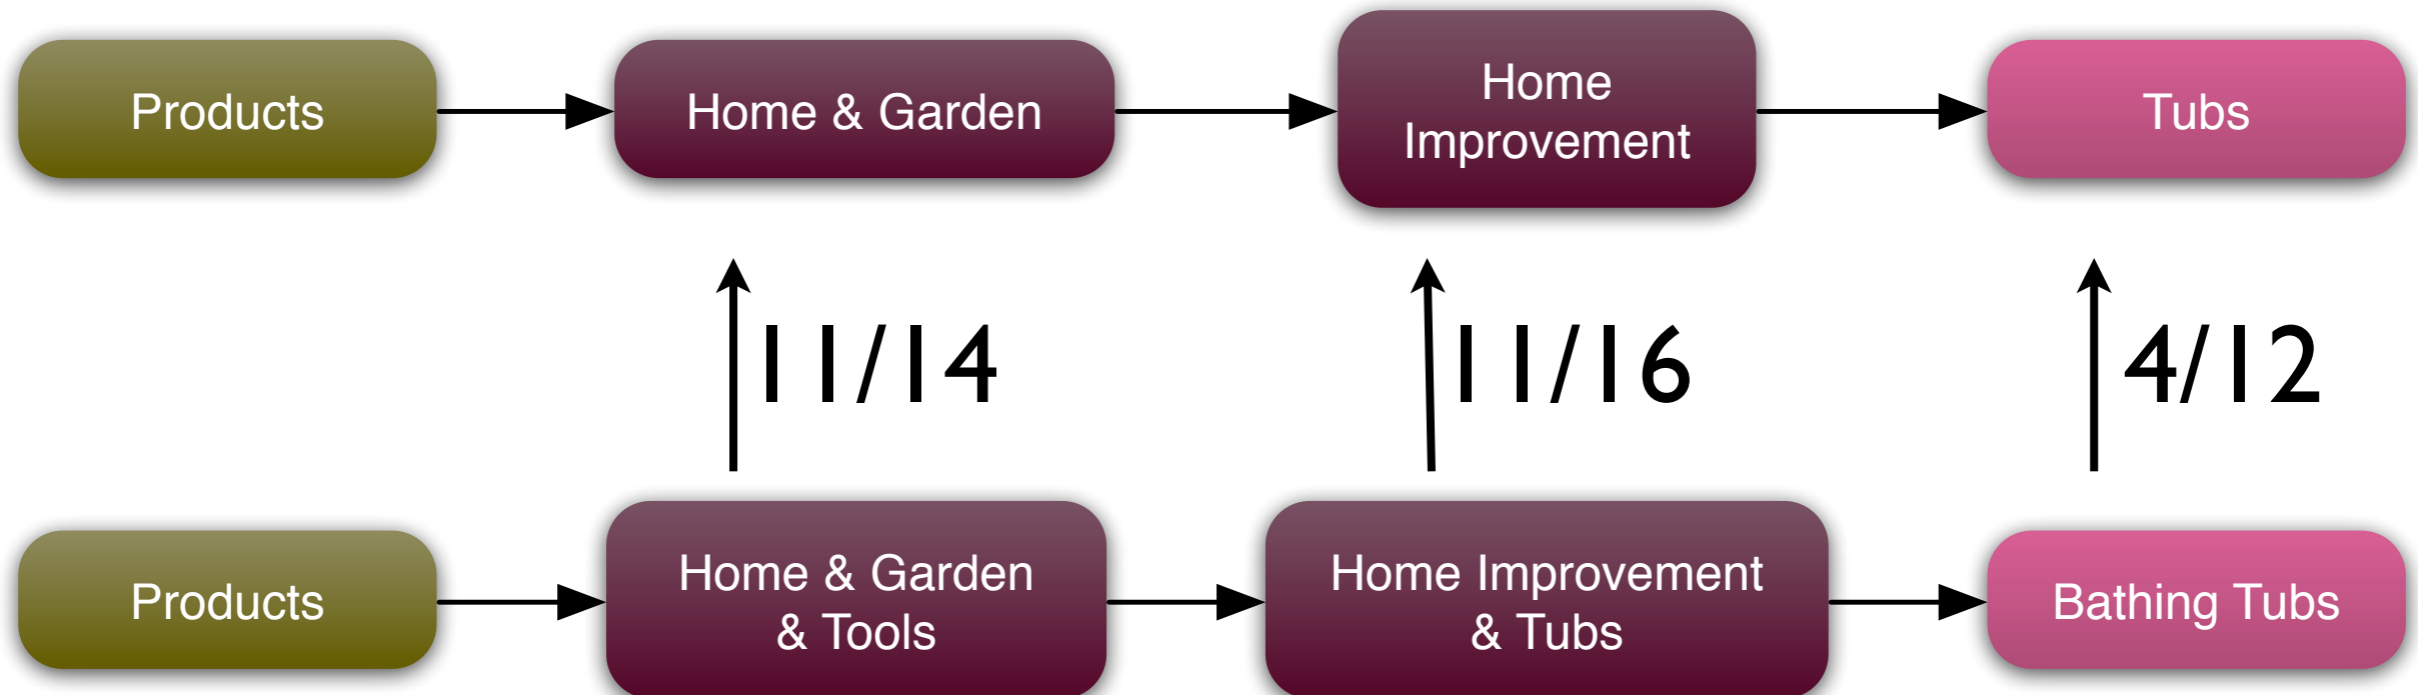 Products
Home & Garden
Home
Improvement
Tubs
11/14
11/16
4/12
Products
Home & Garden
& Tools
Home Improvement
& Tubs
Bathing Tubs